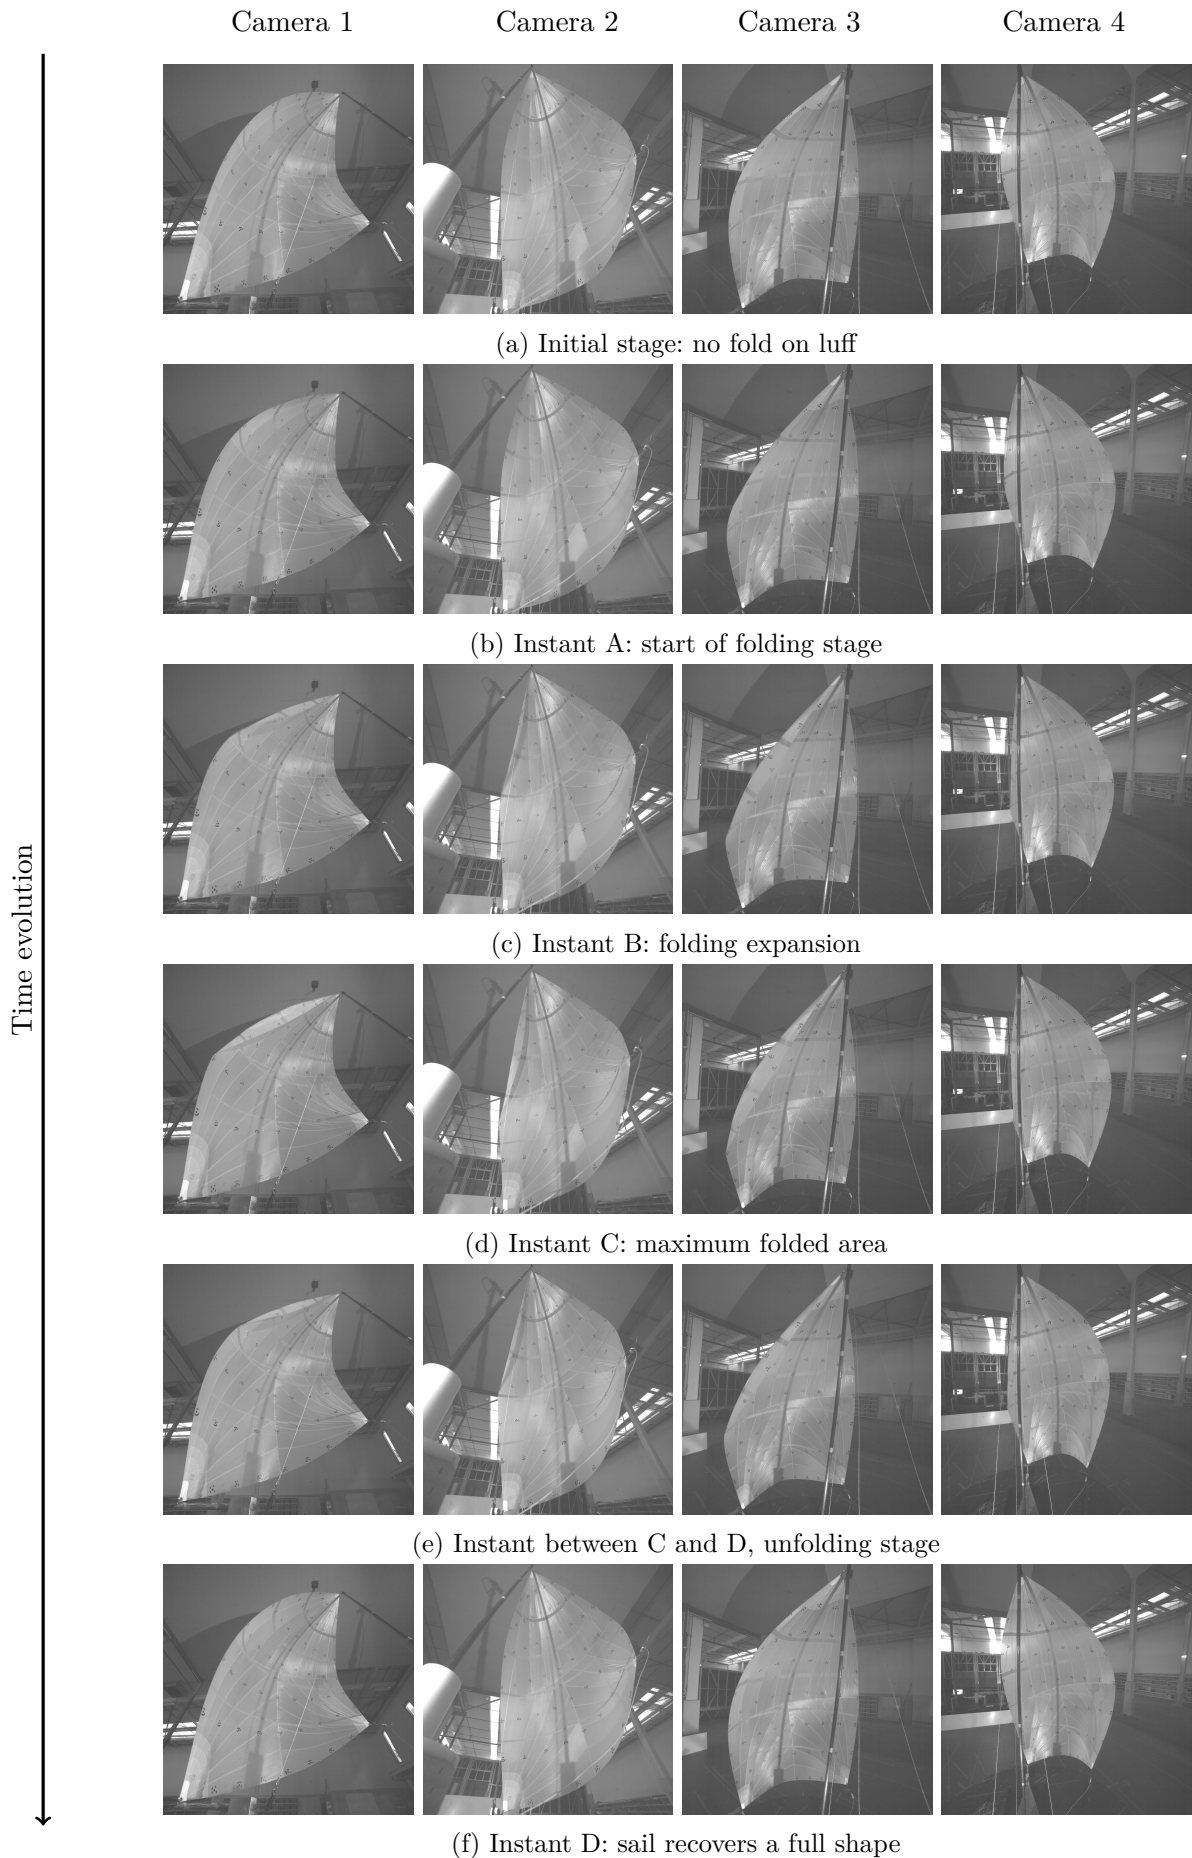 Camera 1 Camera 2 Camera 3 Camera 4
Time evolution
(a) Initial stage: no fold on luff
(b) Instant A: start of folding stage
(c) Instant B: folding expansion
(d) Instant C: maximum folded area
(e) Instant between C and D, unfolding stage
(f) Instant D: sail recovers a full shape